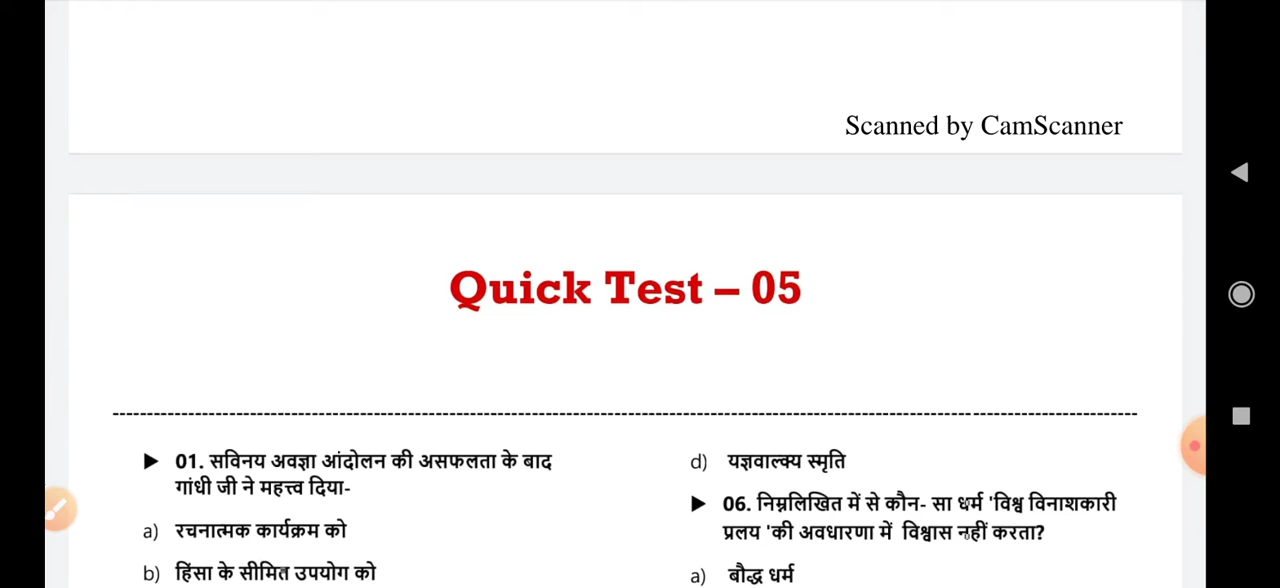 Scanned by CamScanner
Quick Test – 05
01. सविनय अवज्ञा आंदोलन की असफलता के बाद
गांधी जी ने महत्त्व दिया-
a) रचनात्मक कार्यक्रम को
b) हिंसा के सीमित उपयोग को
d) यज्ञवाल्क्य स्मृति
06. निम्नलिखित में से कौन- सा धर्म 'विश्व विनाशकारी
प्रलय 'की अवधारणा में विश्वास नहीं करता?
a) बौद्ध धर्म